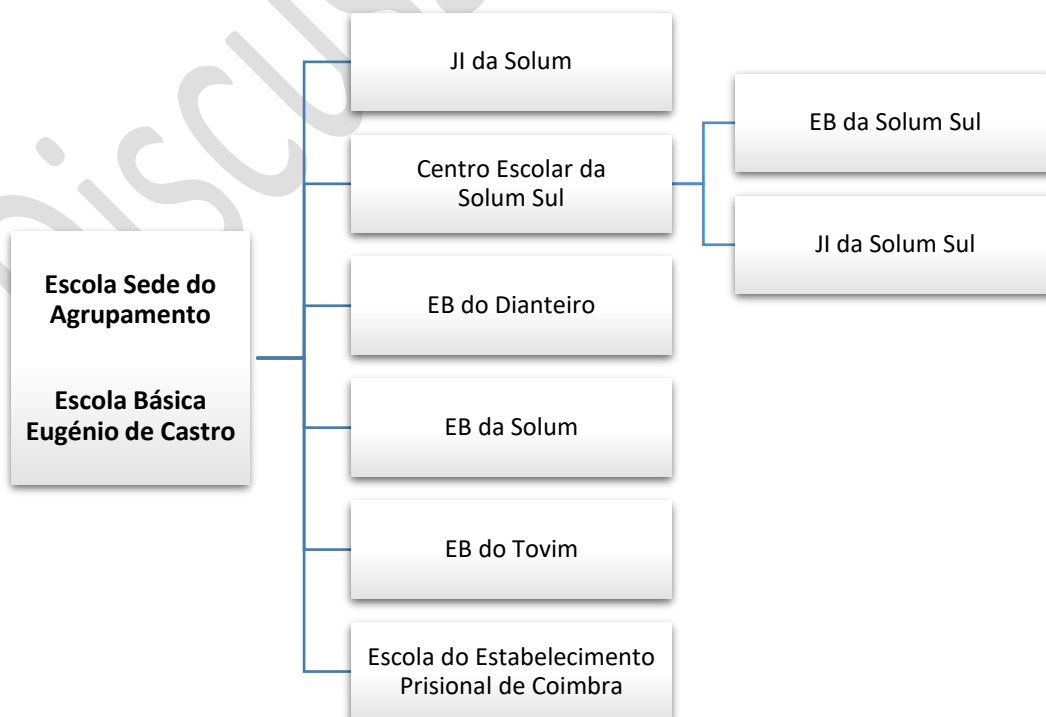 Escola Sede do
Agrupamento
Escola Básica
Eugénio de Castro
JI da Solum
Centro Escolar da
Solum Sul
EB da Solum Sul
JI da Solum Sul
EB do Dianteiro
EB da Solum
EB do Tovim
Escola do Estabelecimento
Prisional de Coimbra